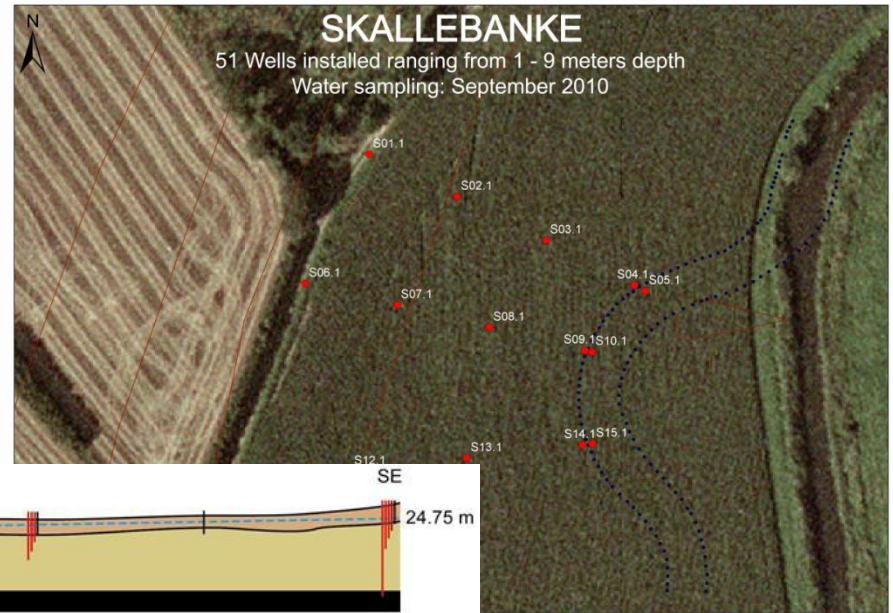 SKALLEBANKE
51 Wells installed ranging from 1 - 9 meters depth
Water sampling: September 2010
N
S01.1
S02.1
S03.1
S06.1
S04.1
S05.1
S07.1
S08.1
S09.1
S10.1
S14.1
S15.1
S13.1
S12.1
SE
24.75 m